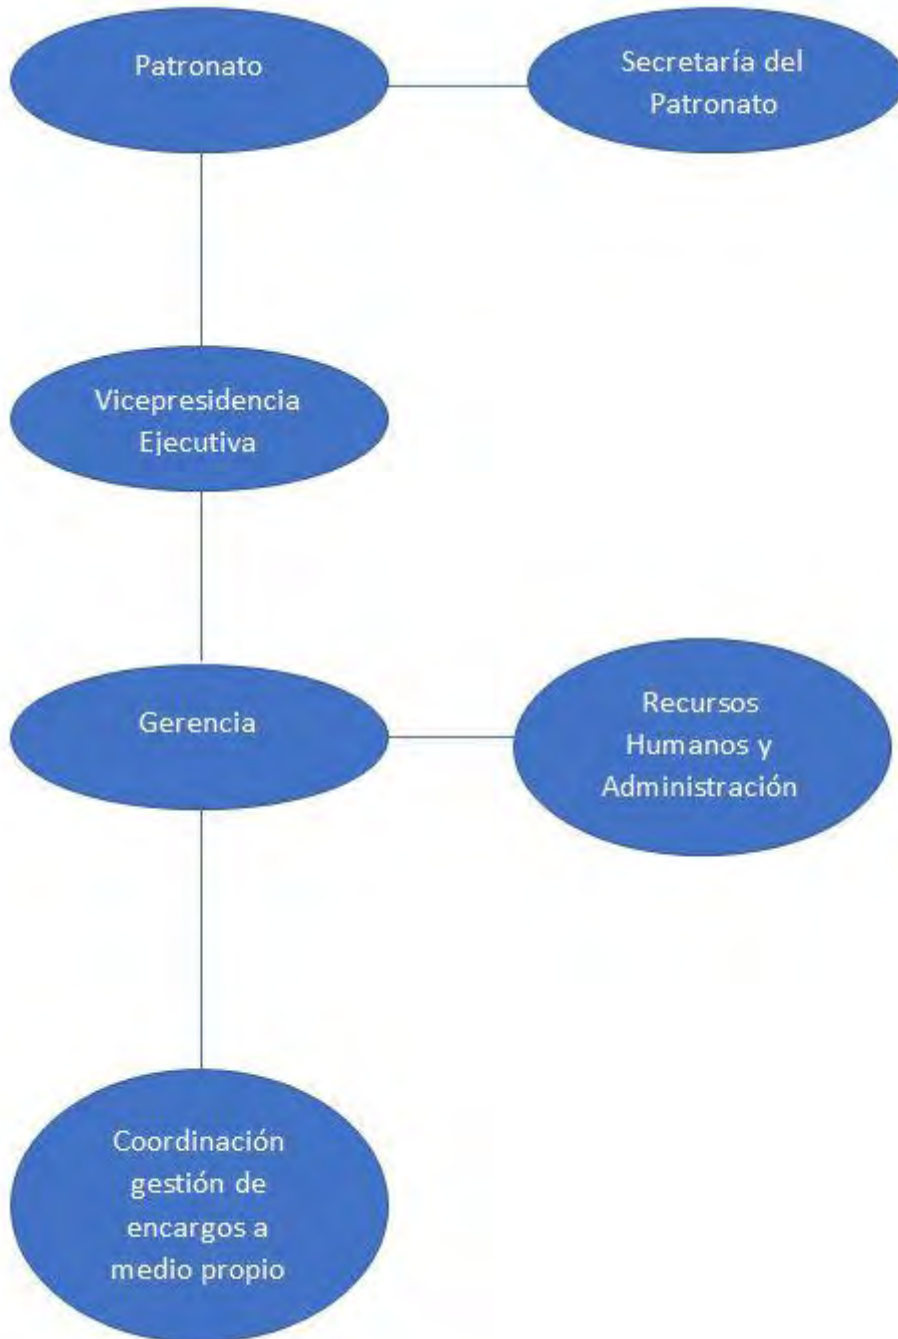 Patronato
Secretaría del
Patronato
Vicepresidencia
Ejecutiva
Gerencia
Recursos
Humanos y
Administración
Coordinación
gestión de
encargos a
medio propio